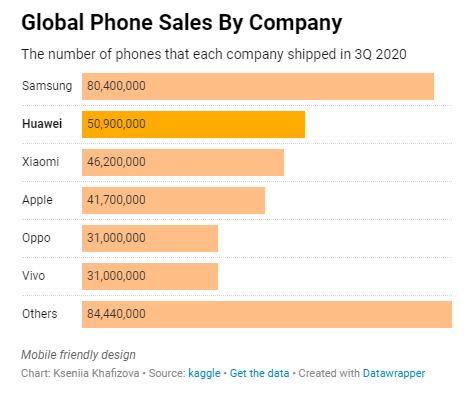 Global Phone Sales By Company
The number of phones that each company shipped in 3Q 2020
Samsung 80,400,000
Huawei 50,900,000
Xiaomi 46,200,000
Apple 41,700,000
Oppo 31,000,000
Vivo 31,000,000
Others 84,440,000
Mobile friendly design
Chart: Kseniia Khafizova • Source: kaggle • Get the data • Created with Datawrapper